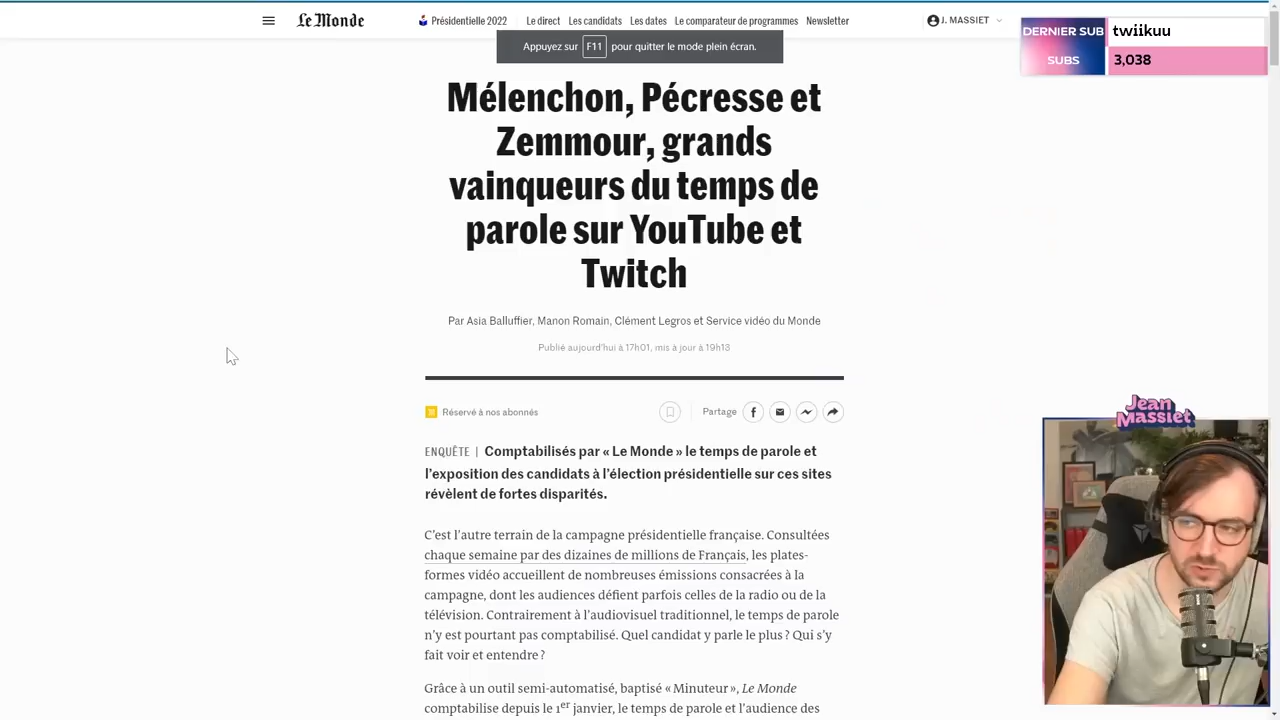 Le Monde
Présidentielle 2022 Le direct Les candidats Les dates Le comparateur de programmes Newsletter
J. MASSIET
DERNIER SUB twiikuu
SUBS 3,038
Appuyez sur F11 pour quitter le mode plein écran.
Mélenchon, Pécresse et
Zemmour, grands
vainqueurs du temps de
parole sur YouTube et
Twitch
Par Asia Balluffier, Manon Romain, Clément Legros et Service vidéo du Monde
Publié aujourd'hui à 17h01, mis à jour à 19h13
Réservé à nos abonnés
Partage
ENQUÊTE | Comptabilisés par « Le Monde » le temps de parole et
l'exposition des candidats à l'élection présidentielle sur ces sites
révèlent de fortes disparités.
C'est l'autre terrain de la campagne présidentielle française. Consultées
chaque semaine par des dizaines de millions de Français, les plates-
formes vidéo accueillent de nombreuses émissions consacrées à la
campagne, dont les audiences défient parfois celles de la radio ou de la
télévision. Contrairement à l'audiovisuel traditionnel, le temps de parole
n'y est pourtant pas comptabilisé. Quel candidat y parle le plus ? Qui s'y
fait voir et entendre ?
Grâce à un outil semi-automatisé, baptisé « Minuteur », Le Monde
comptabilise depuis le 1er janvier, le temps de parole et l'audience des
Jean
Massiet